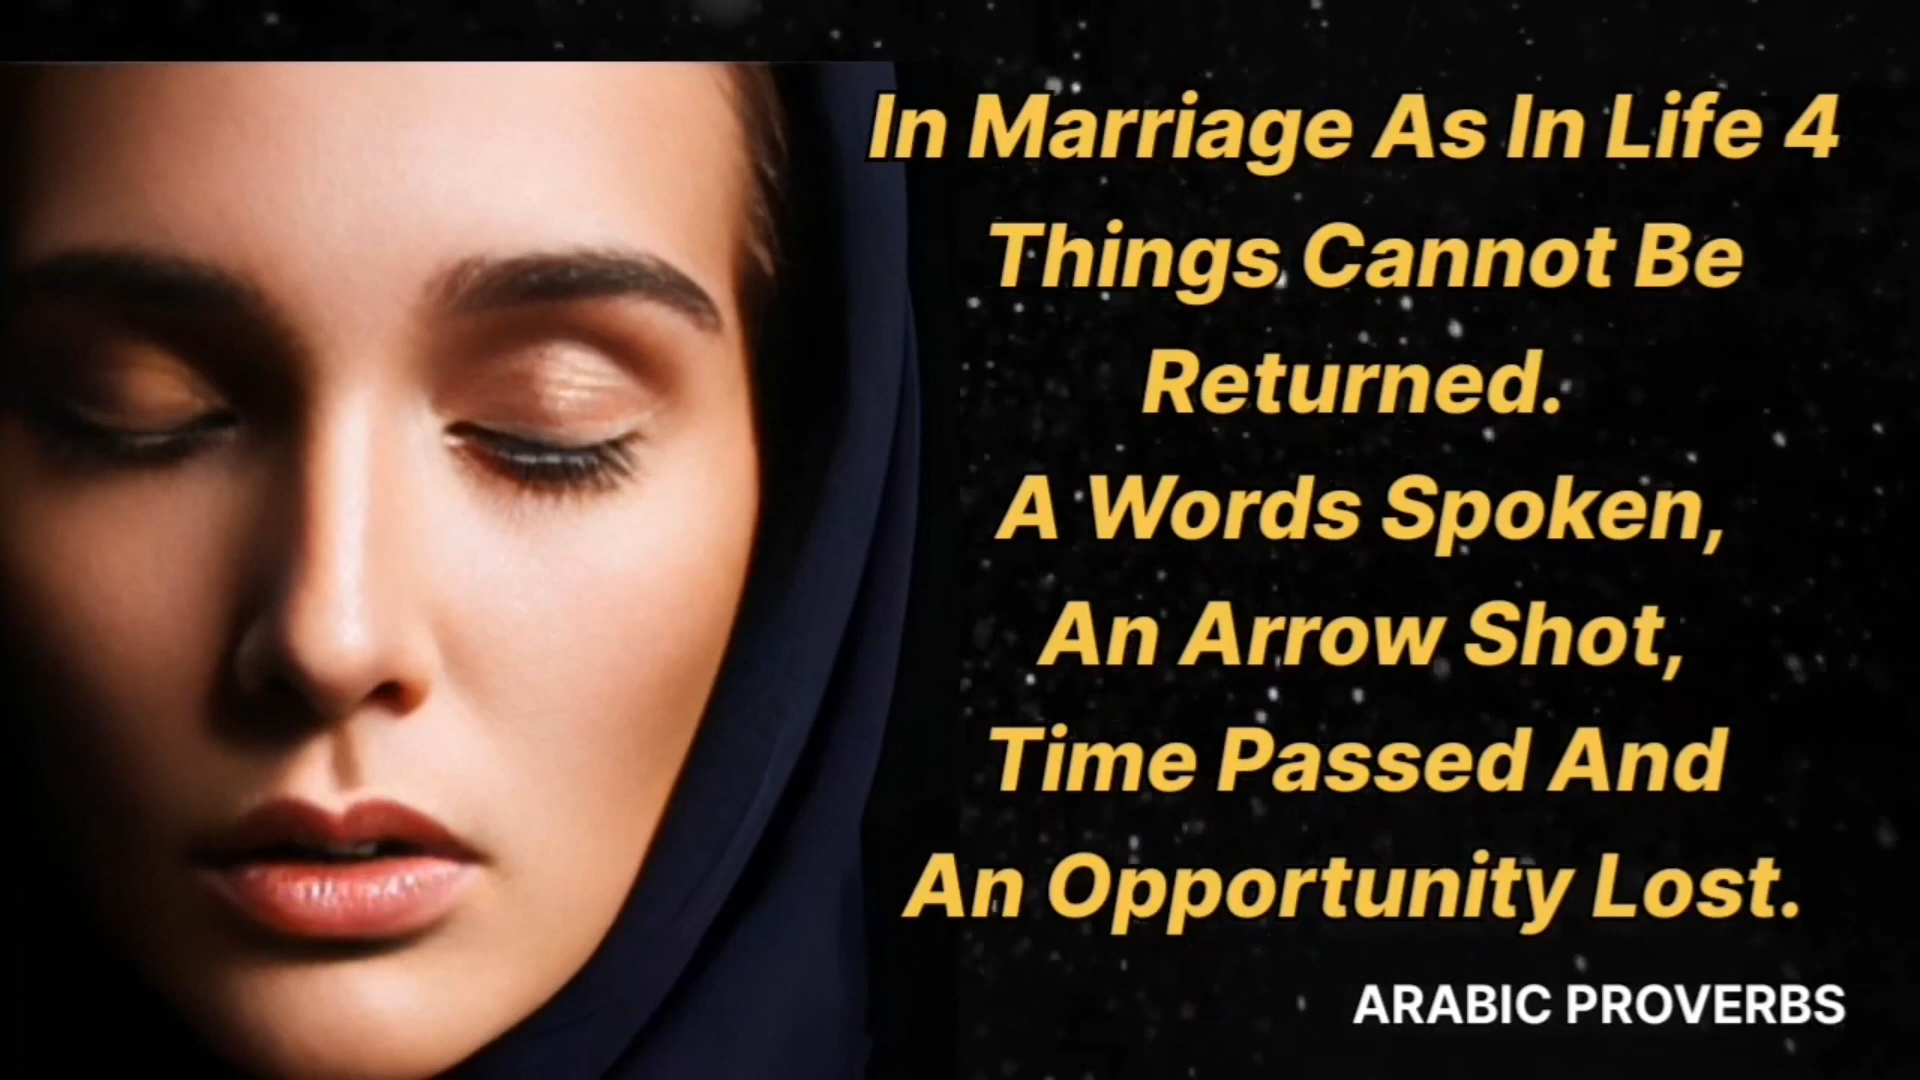 In Marriage As In Life 4
Things Cannot Be
Returned.
A Words Spoken,
An Arrow Shot,
Time Passed And
An Opportunity Lost.
ARABIC PROVERBS